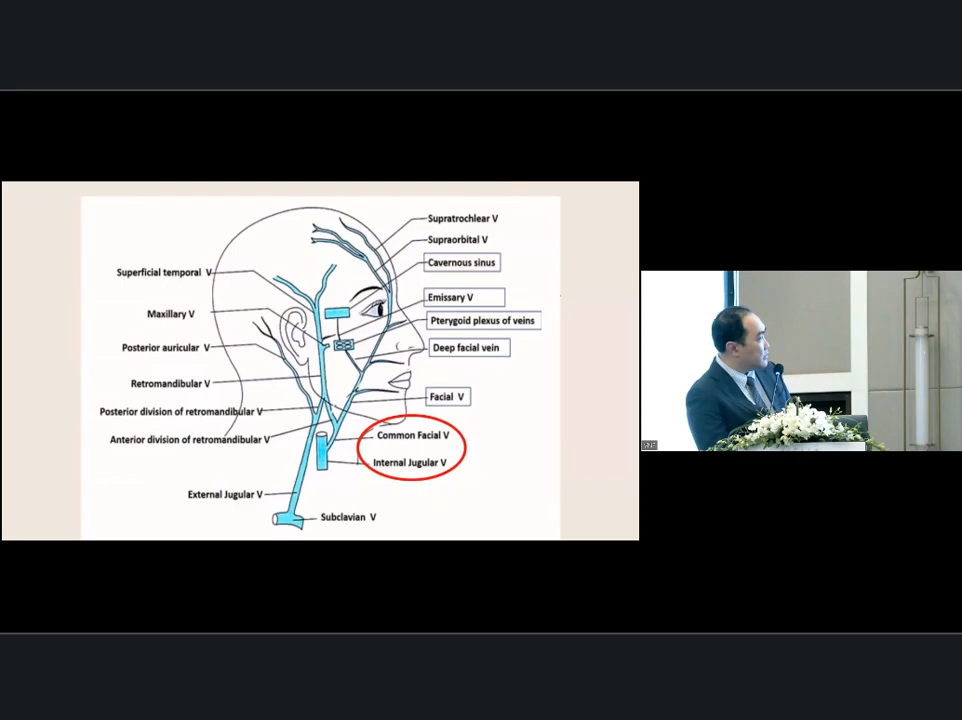 Supratrochlear V
Supraorbital V
Cavernous sinus
Emissary V
Pterygoid plexus of veins
Deep facial vein
Facial V
Common Facial V
Internal Jugular V
Superficial temporal V
Maxillary V
Posterior auricular V
Retromandibular V
Posterior division of retromandibular V
Anterior division of retromandibular V
External Jugular V
Subclavian V